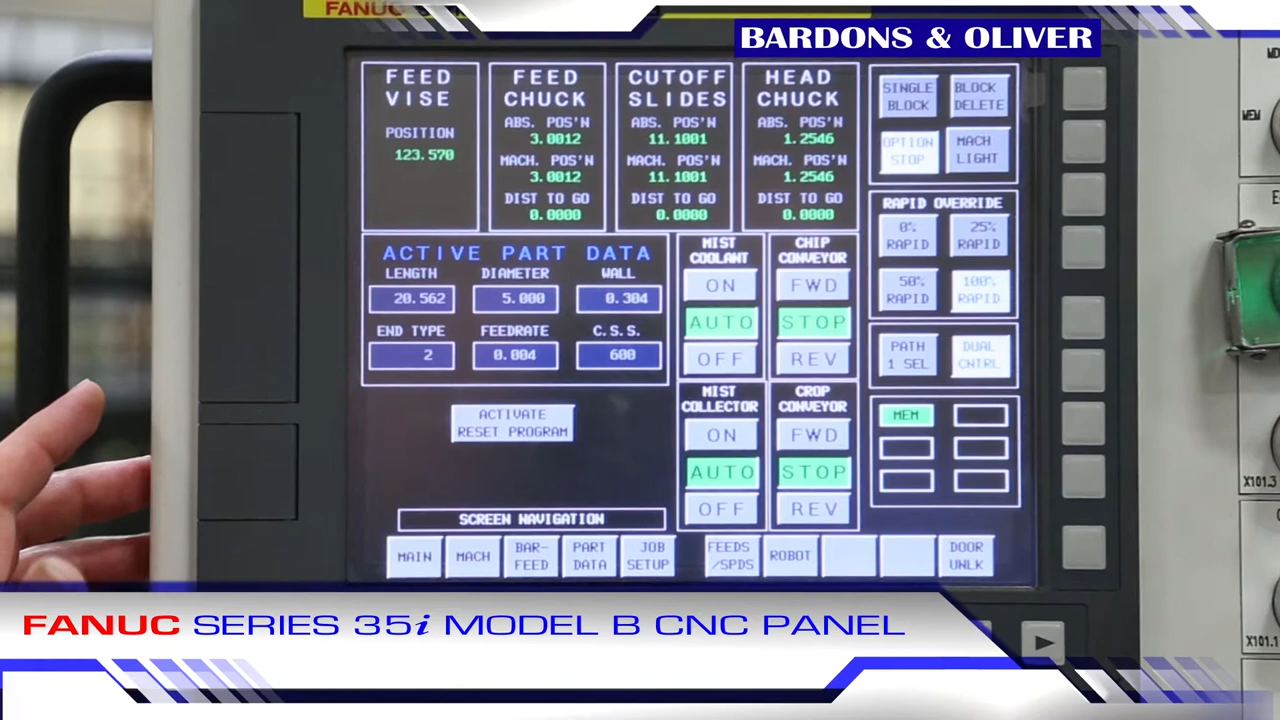 FANUC
BARDONS & OLIVER
FEED
VISE
POSITION
123.570
FEED
CHUCK
ABS. POS'N
3.0012
MACH. POS'N
3.0012
DIST TO GO
0.0000
CUTOFF
SLIDES
ABS. POS'N
11.1001
MACH. POS'N
11.1001
DIST TO GO
0.0000
HEAD
CHUCK
ABS. POS'N
1.2546
MACH. POS'N
1.2546
DIST TO GO
0.0000
SINGLE
BLOCK
BLOCK
DELETE
OPTION
STOP
MACH
LIGHT
RAPID OVERRIDE
0%
RAPID
25%
RAPID
50%
RAPID
100%
RAPID
PATH
1 SEL
DUAL
CNTRL
MEM
ACTIVE PART DATA
LENGTH
20.562
DIAMETER
5.000
WALL
0.304
END TYPE
2
FEEDRATE
0.004
C.S.S.
600
ACTIVATE
RESET PROGRAM
MIST
COOLANT
ON
AUTO
OFF
CHIP
CONVEYOR
FWD
STOP
REV
MIST
COLLECTOR
ON
AUTO
OFF
CROP
CONVEYOR
FWD
STOP
REV
SCREEN NAVIGATION
MAIN
MACH
BAR-
FEED
PART
DATA
JOB
SETUP
FEEDS
/SPDS
ROBOT
DOOR
UNLK
MEM
X101.3
X101.1
FANUC SERIES 35i MODEL B CNC PANEL